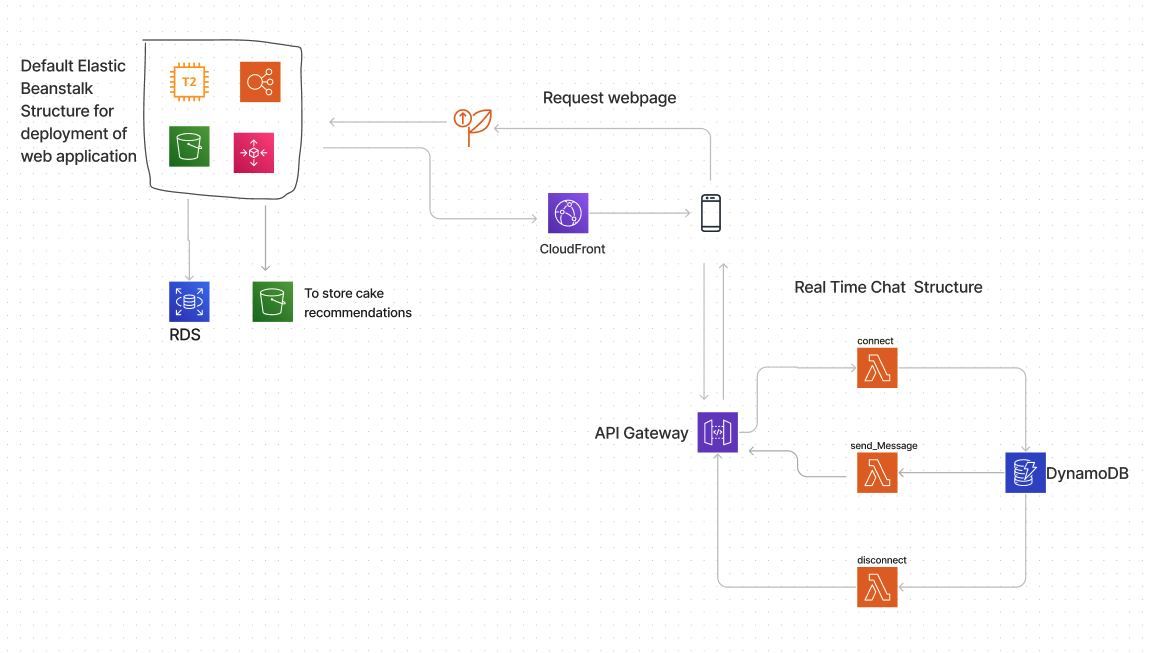 Default Elastic
Beanstalk
Structure for
deployment of
web application
T2
Request webpage
CloudFront
To store cake
recommendations
RDS
Real Time Chat  Structure
connect
API Gateway
send_Message
DynamoDB
disconnect